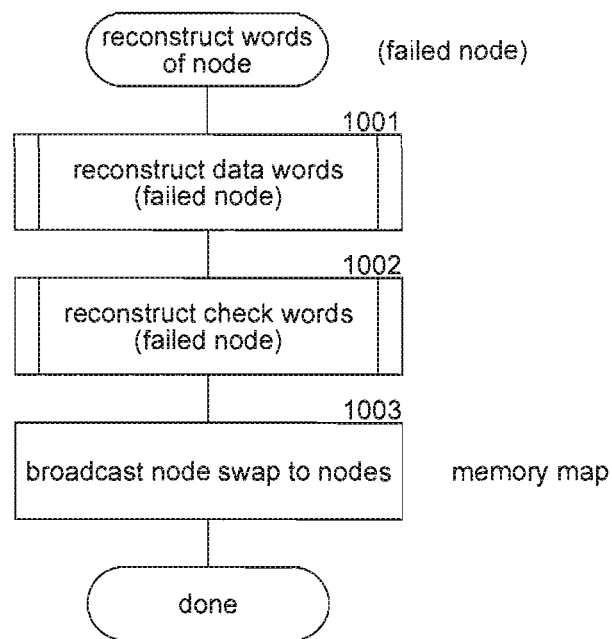 reconstruct words
of node
(failed node)
1001
reconstruct data words
(failed node)
1002
reconstruct check words
(failed node)
1003
broadcast node swap to nodes
memory map
done